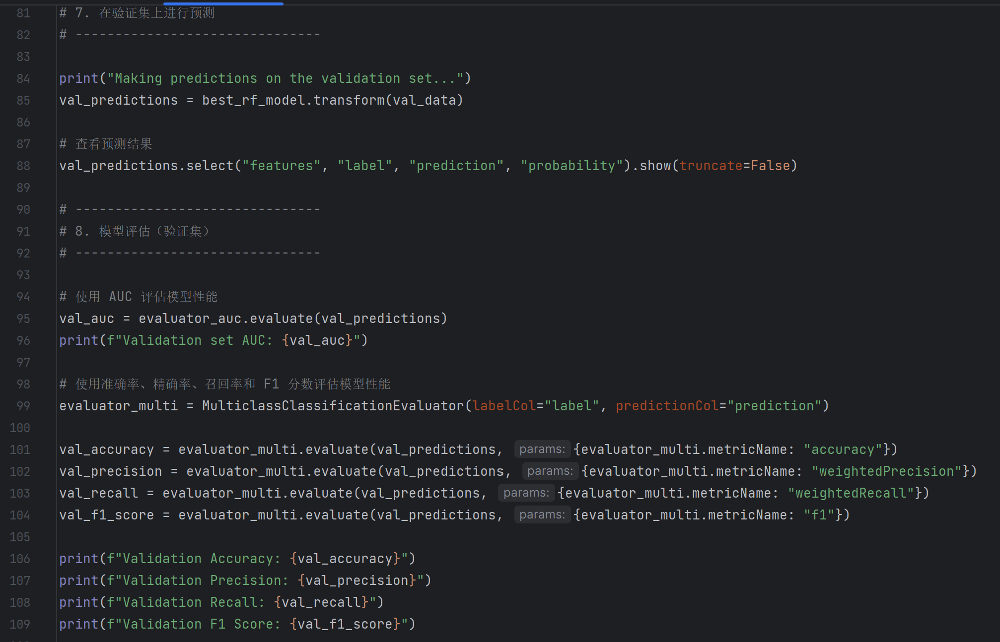 81 # 7. 在验证集上进行预测
82 # -------------------------------
83
84 print("Making predictions on the validation set...")
85 val_predictions = best_rf_model.transform(val_data)
86
87 # 查看预测结果
88 val_predictions.select("features", "label", "prediction", "probability").show(truncate=False)
89
90 # -------------------------------
91 # 8. 模型评估（验证集）
92 # -------------------------------
93
94 # 使用 AUC 评估模型性能
95 val_auc = evaluator_auc.evaluate(val_predictions)
96 print(f"Validation set AUC: {val_auc}")
97
98 # 使用准确率、精确率、召回率和 F1 分数评估模型性能
99 evaluator_multi = MulticlassClassificationEvaluator(labelCol="label", predictionCol="prediction")
100
101 val_accuracy = evaluator_multi.evaluate(val_predictions, params: {evaluator_multi.metricName: "accuracy"})
102 val_precision = evaluator_multi.evaluate(val_predictions, params: {evaluator_multi.metricName: "weightedPrecision"})
103 val_recall = evaluator_multi.evaluate(val_predictions, params: {evaluator_multi.metricName: "weightedRecall"})
104 val_f1_score = evaluator_multi.evaluate(val_predictions, params: {evaluator_multi.metricName: "f1"})
105
106 print(f"Validation Accuracy: {val_accuracy}")
107 print(f"Validation Precision: {val_precision}")
108 print(f"Validation Recall: {val_recall}")
109 print(f"Validation F1 Score: {val_f1_score}")